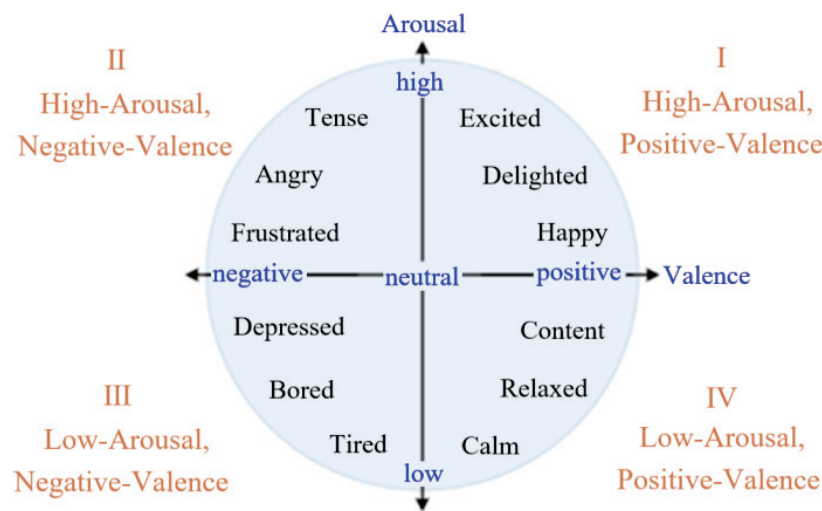 Arousal
II
High-Arousal,
Negative-Valence
I
High-Arousal,
Positive-Valence
high
Tense
Excited
Angry
Delighted
Frustrated
Happy
negative
neutral
positive
Valence
Depressed
Content
Bored
Relaxed
Tired
Calm
low
III
Low-Arousal,
Negative-Valence
IV
Low-Arousal,
Positive-Valence